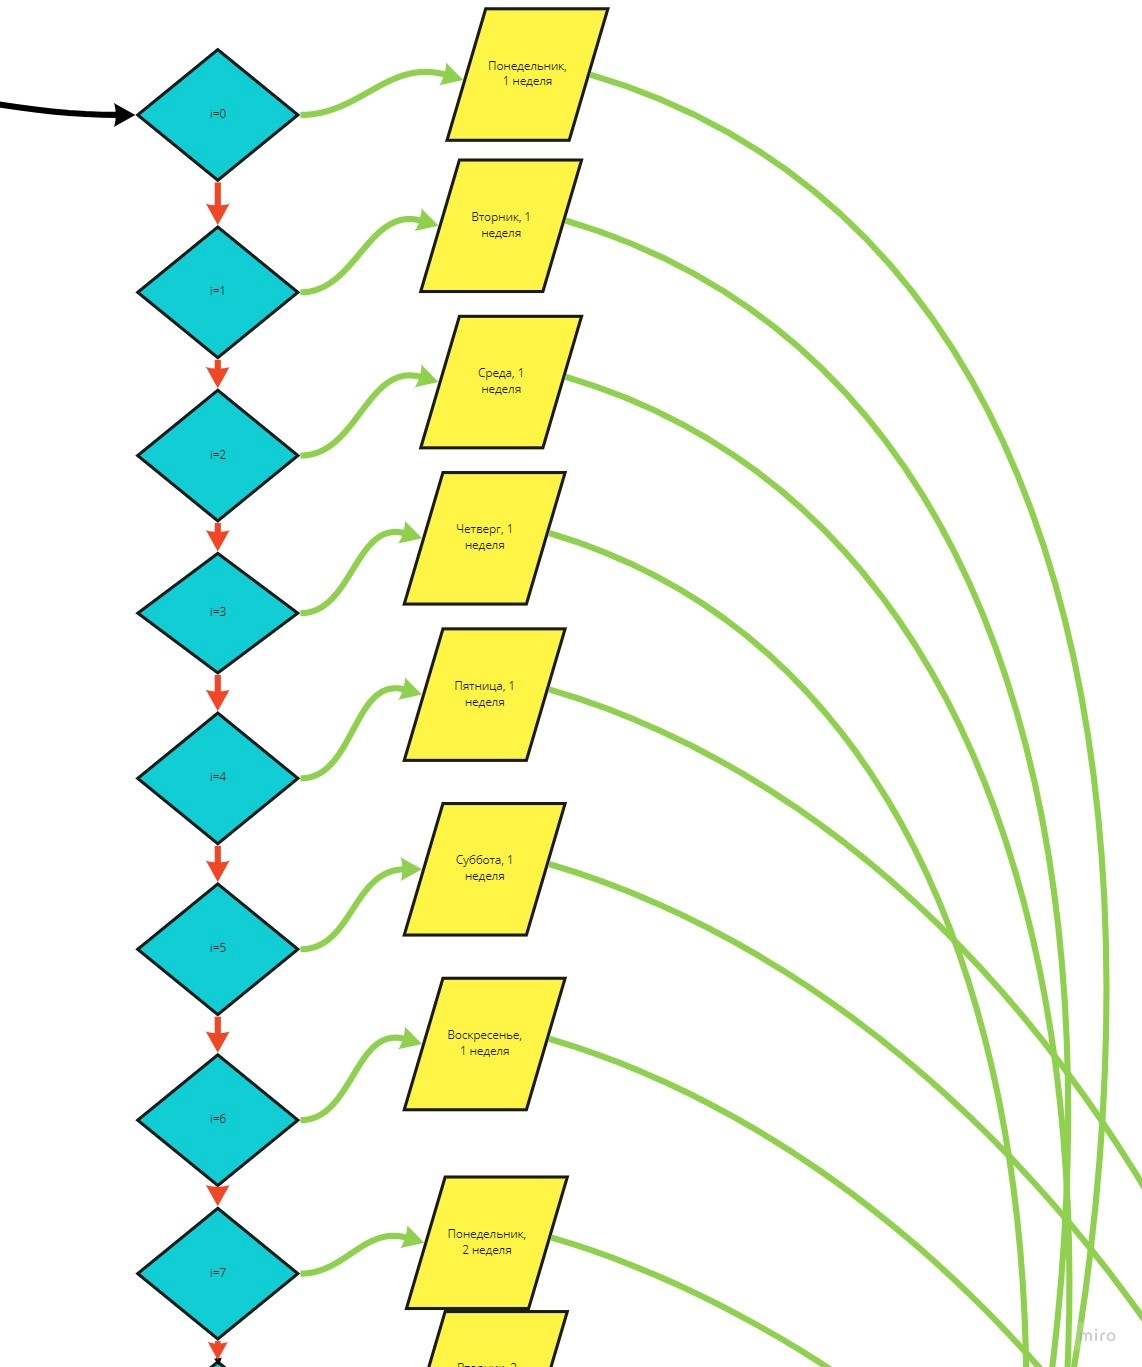 i=0
Понедельник,
1 неделя
i=1
Вторник, 1
неделя
i=2
Среда, 1
неделя
i=3
Четверг, 1
неделя
i=4
Пятница, 1
неделя
i=5
Суббота, 1
неделя
i=6
Воскресенье,
1 неделя
i=7
Понедельник,
2 неделя
miro